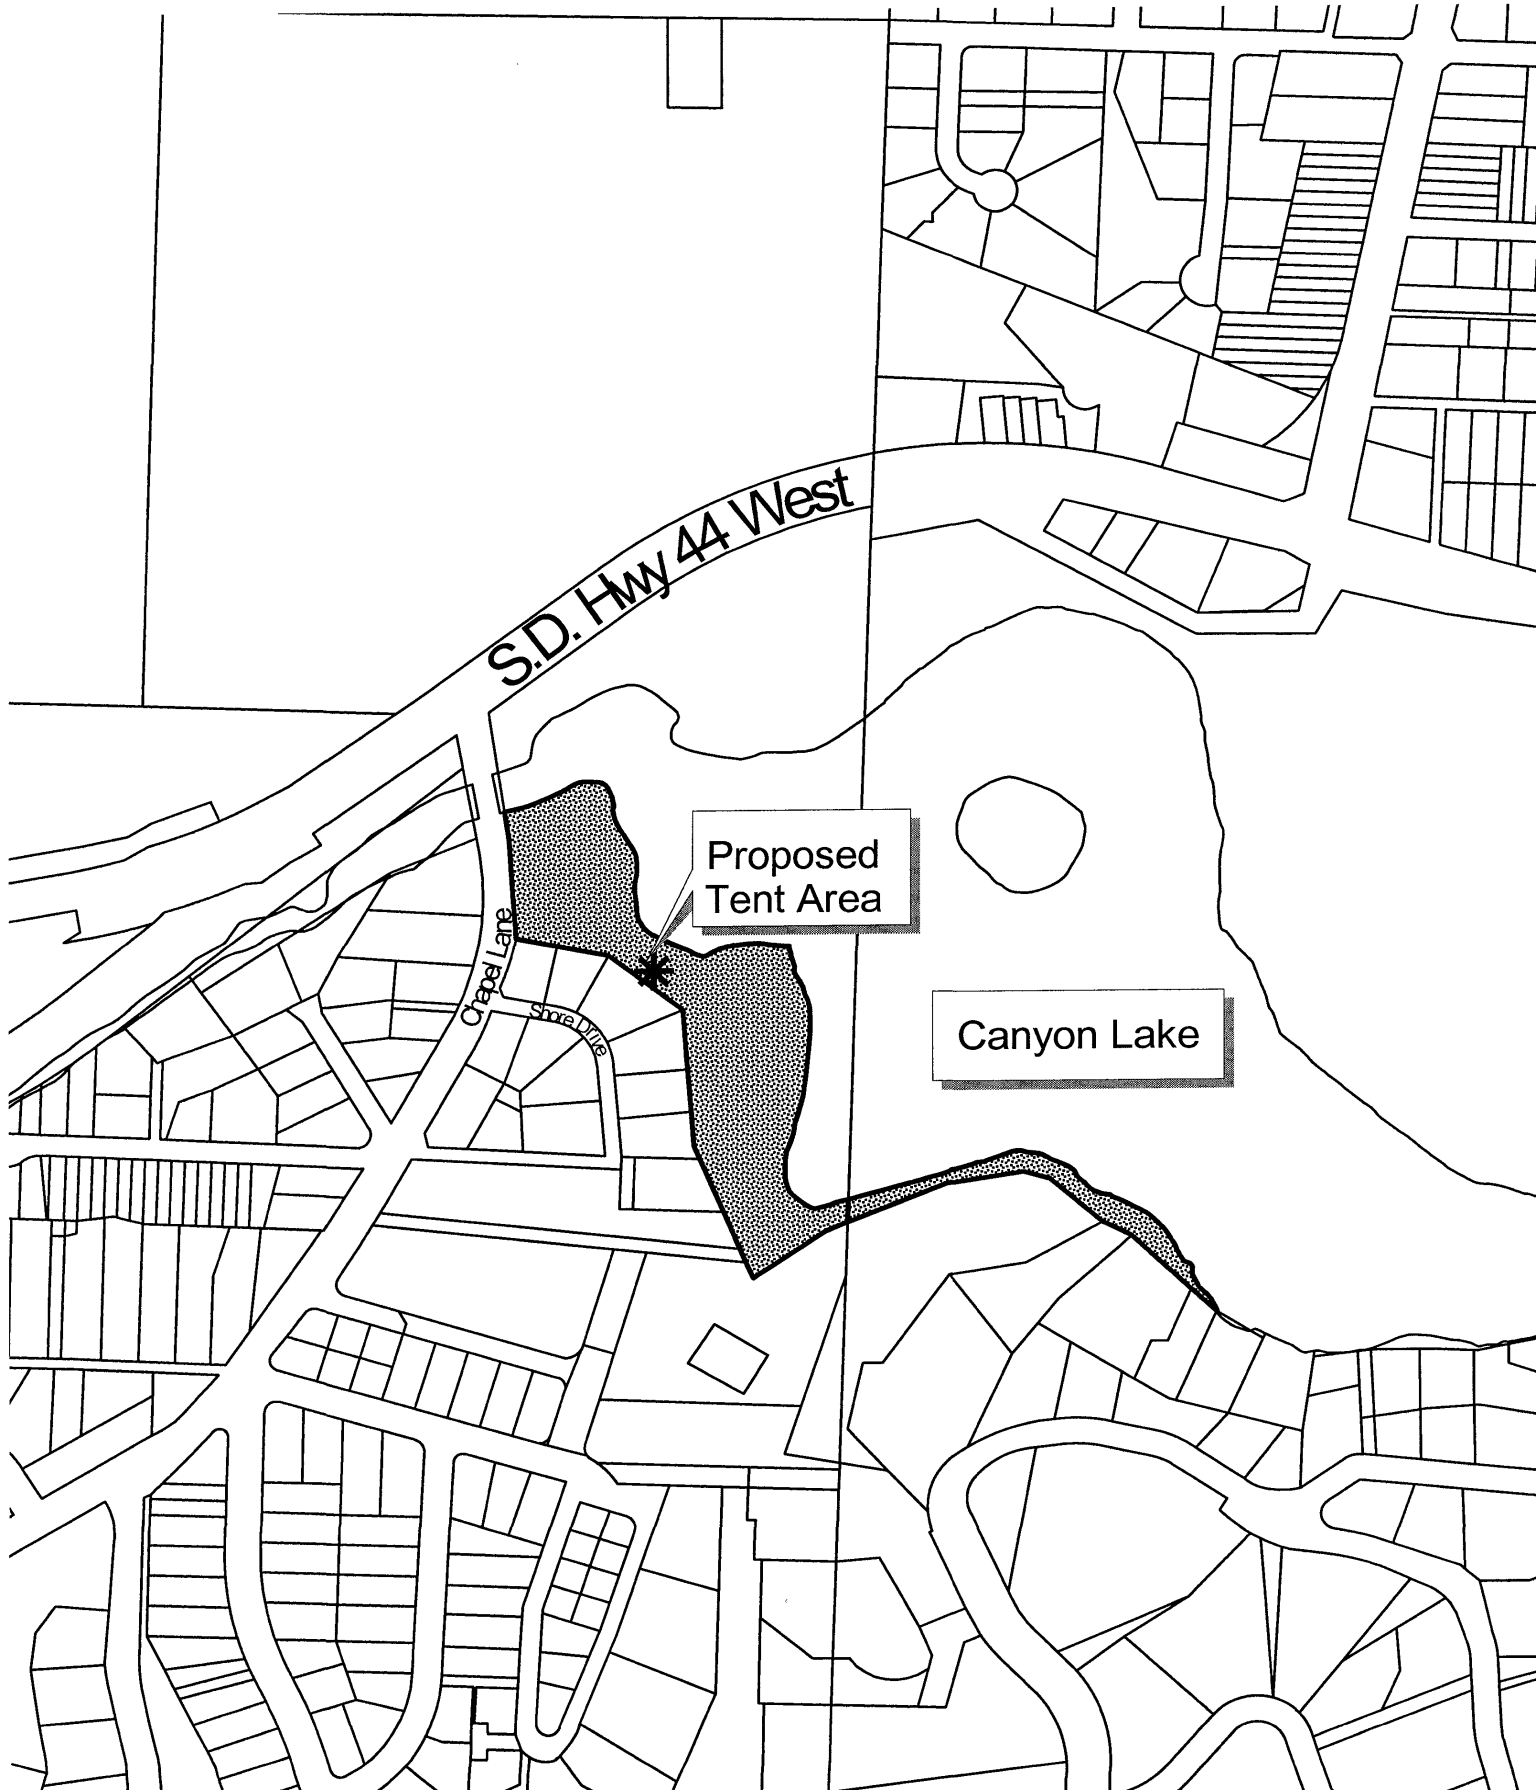 S.D. Hwy 44 West
Proposed
Tent Area
Chapel Lane
Shore Drive
Canyon Lake